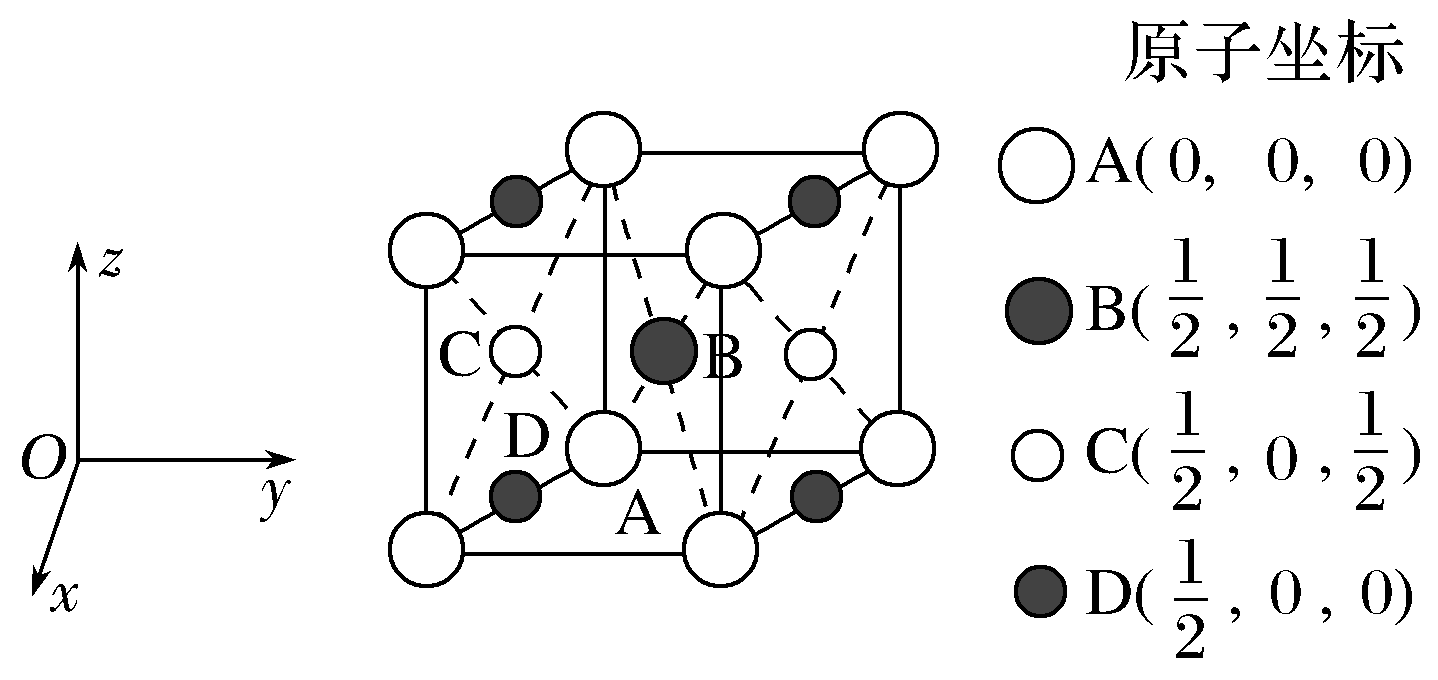 原子坐标
A(0, 0, 0)
B(1/2, 1/2, 1/2)
C(1/2, 0, 1/2)
D(1/2, 0, 0)
z
O
y
x
C
B
D
A